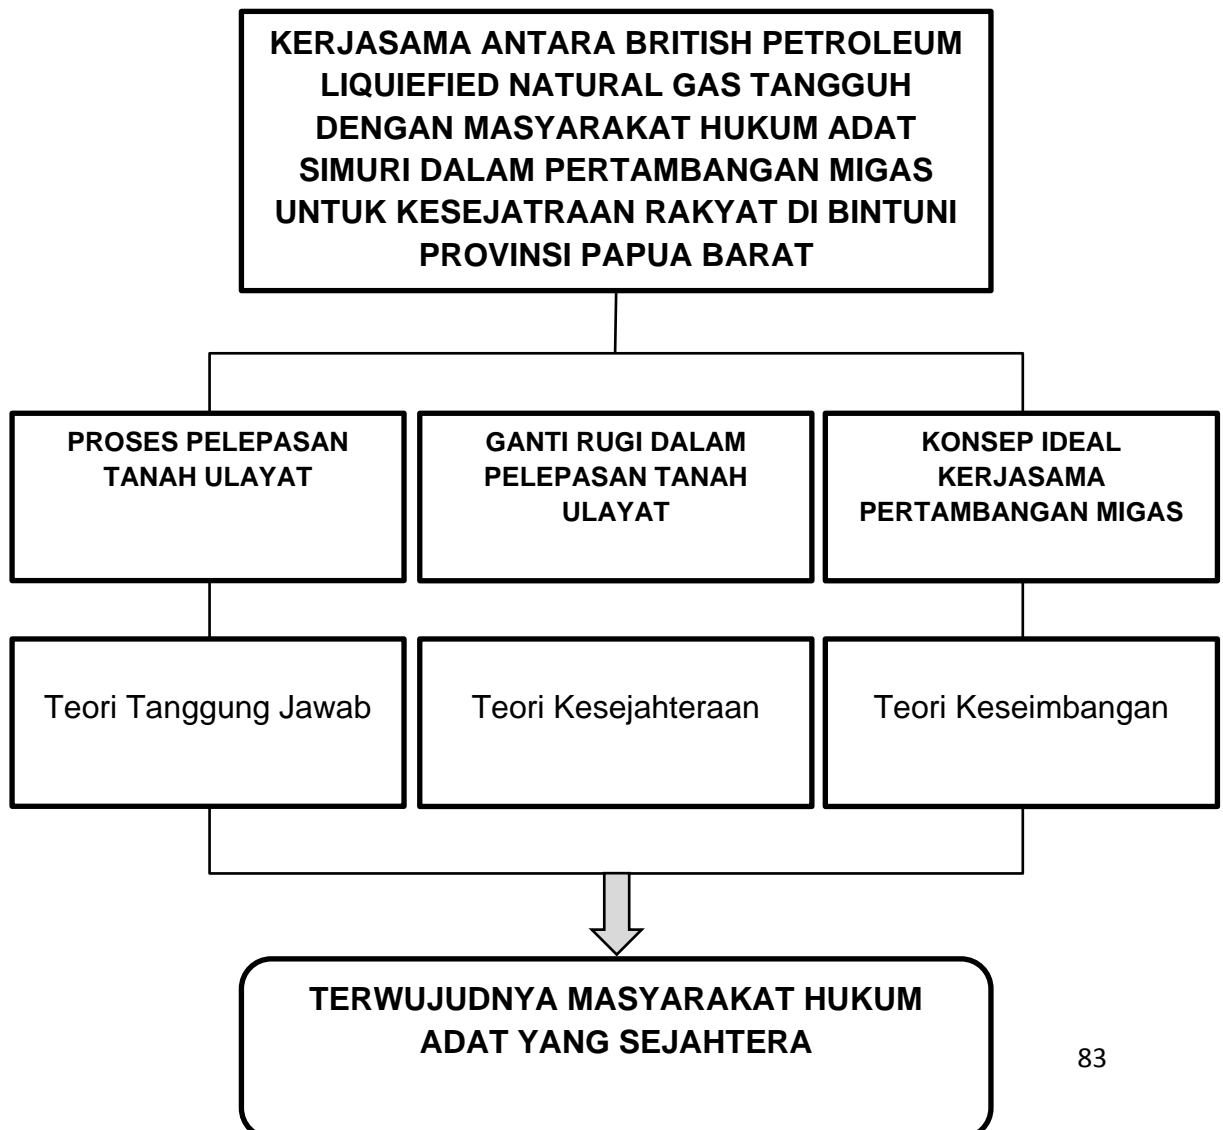 KERJASAMA ANTARA BRITISH PETROLEUM
LIQUIEFIED NATURAL GAS TANGGUH
DENGAN MASYARAKAT HUKUM ADAT
SIMURI DALAM PERTAMBANGAN MIGAS
UNTUK KESEJATRAAN RAKYAT DI BINTUNI
PROVINSI PAPUA BARAT
PROSES PELEPASAN
TANAH ULAYAT
GANTI RUGI DALAM
PELEPASAN TANAH
ULAYAT
KONSEP IDEAL
KERJASAMA
PERTAMBANGAN MIGAS
Teori Tanggung Jawab
Teori Kesejahteraan
Teori Keseimbangan
TERWUJUDNYA MASYARAKAT HUKUM
ADAT YANG SEJAHTERA
83